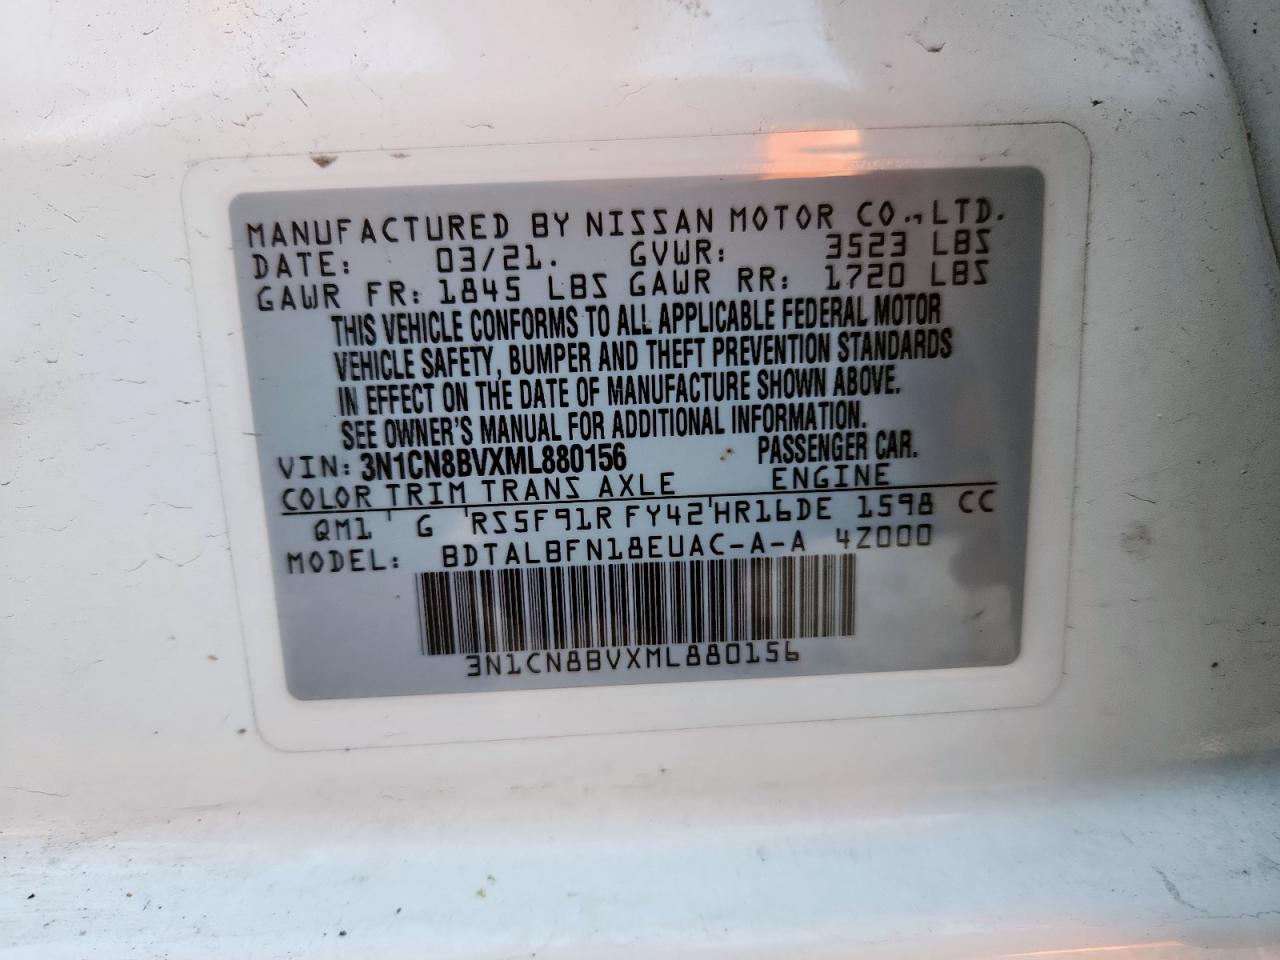 MANUFACTURED BY NISSAN MOTOR CO., LTD.
DATE: 03/21. GVWR: 3523 LBS
GAWR FR: 1845 LBS GAWR RR: 1720 LBS
THIS VEHICLE CONFORMS TO ALL APPLICABLE FEDERAL MOTOR
VEHICLE SAFETY, BUMPER AND THEFT PREVENTION STANDARDS
IN EFFECT ON THE DATE OF MANUFACTURE SHOWN ABOVE.
SEE OWNER'S MANUAL FOR ADDITIONAL INFORMATION.
VIN: 3N1CN8BVXML880156 PASSENGER CAR.
COLOR TRIM TRANS AXLE ENGINE
QM1 ' G 'RS5F91R FY42'HR16DE 1598 CC
MODEL: BDTALBFN18EUAC-A-A 4Z000
3N1CN8BVXML880156